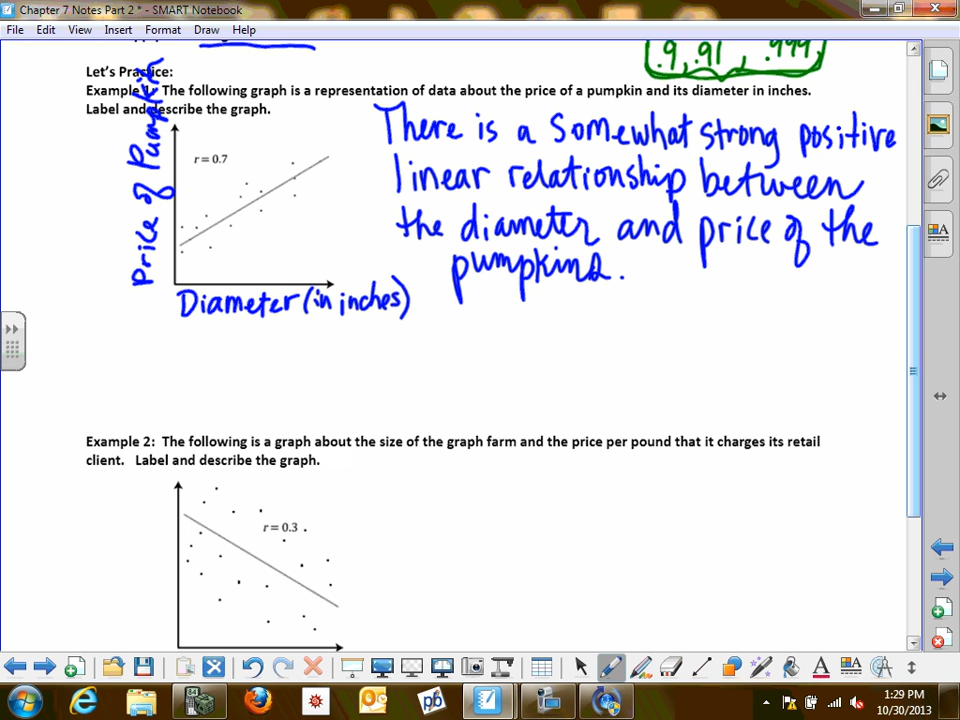 Chapter 7 Notes Part 2 * - SMART Notebook
File Edit View Insert Format Draw Help
.9, .91 , .999
Let's Practice:
Example 1: The following graph is a representation of data about the price of a pumpkin and its diameter in inches.
Label and describe the graph.
Price of Pumpkin
r = 0.7
Diameter (in inches)
There is a somewhat strong positive
linear relationship between
the diameter and price of the
pumpkins.
Example 2: The following is a graph about the size of the graph farm and the price per pound that it charges its retail
client. Label and describe the graph.
r = 0.3
1:29 PM
10/30/2013